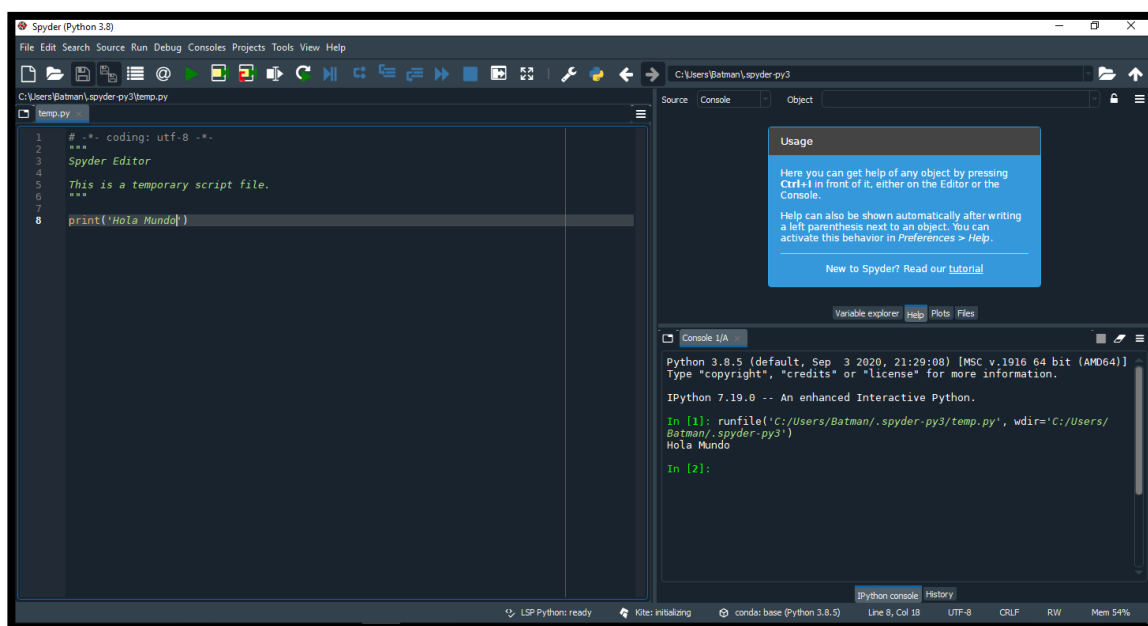 Spyder (Python 3.8)
File Edit Search Source Run Debug Consoles Projects Tools View Help
C:\Users\Batman\.spyder-py3
C:\Users\Batman\.spyder-py3\temp.py
temp.py
1 # -*- coding: utf-8 -*-
2 """
3 Spyder Editor
4
5 This is a temporary script file.
6 """
7
8 print('Hola Mundo')
Source Console Object
Usage
Here you can get help of any object by pressing
Ctrl+I in front of it, either on the Editor or the
Console.
Help can also be shown automatically after writing
a left parenthesis next to an object. You can
activate this behavior in Preferences > Help.
New to Spyder? Read our tutorial
Variable explorer Help Plots Files
Console 1/A
Python 3.8.5 (default, Sep  3 2020, 21:29:08) [MSC v.1916 64 bit (AMD64)]
Type "copyright", "credits" or "license" for more information.
IPython 7.19.0 -- An enhanced Interactive Python.
In [1]: runfile('C:/Users/Batman/.spyder-py3/temp.py', wdir='C:/Users/
Batman/.spyder-py3')
Hola Mundo
In [2]:
IPython console History
LSP Python: ready Kite: initializing conda: base (Python 3.8.5) Line 8, Col 18 UTF-8 CRLF RW Mem 54%